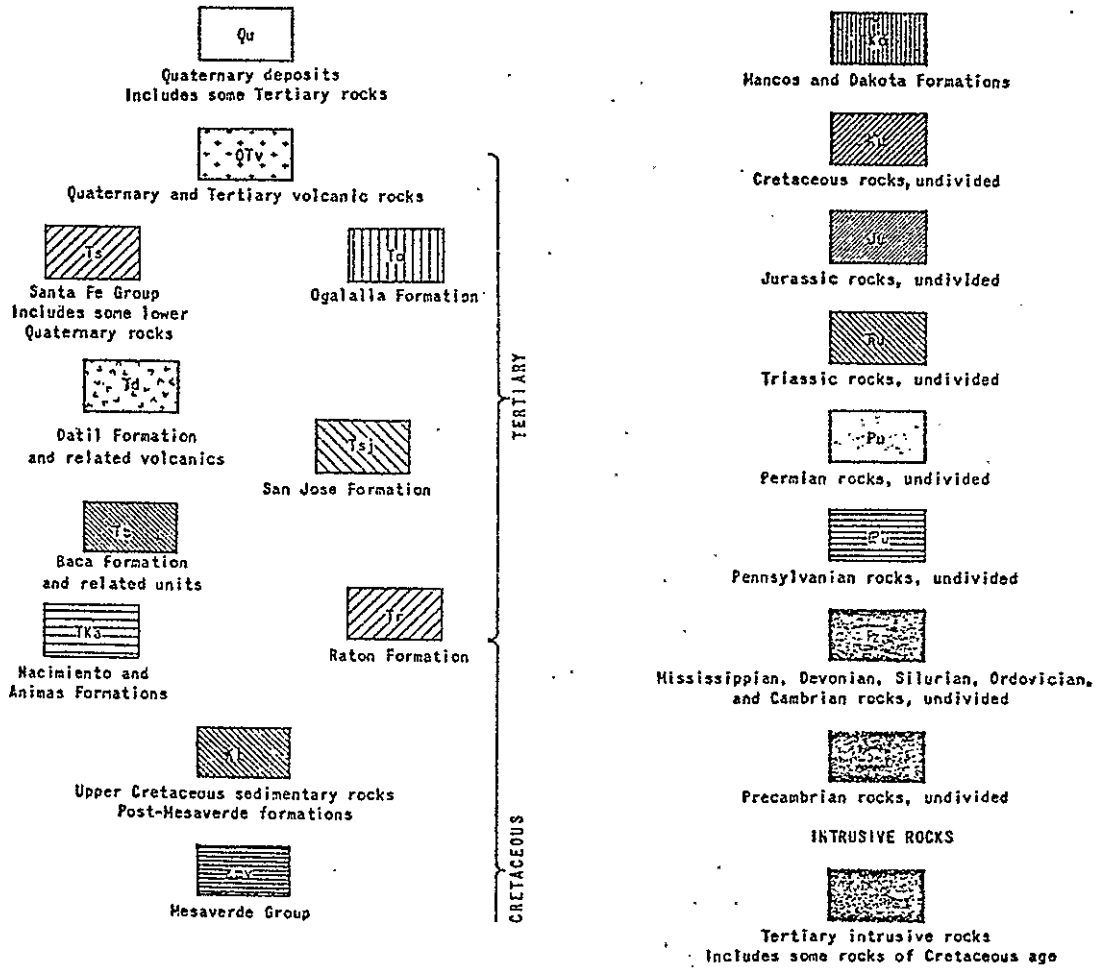 Qu
Quaternary deposits
Includes some Tertiary rocks
QTv
Quaternary and Tertiary volcanic rocks
Ts
Santa Fe Group
Includes some lower
Quaternary rocks
To
Ogalalla Formation
Td
Datil Formation
and related volcanics
Tsj
San Jose Formation
Tb
Baca Formation
and related units
TKa
Nacimiento and
Animas Formations
Tr
Raton Formation
TERTIARY
Upper Cretaceous sedimentary rocks
Post-Mesaverde formations
Mesaverde Group
CRETACEOUS
Mancos and Dakota Formations
Cretaceous rocks, undivided
Jurassic rocks, undivided
Triassic rocks, undivided
Permian rocks, undivided
Pennsylvanian rocks, undivided
Mississippian, Devonian, Silurian, Ordovician,
and Cambrian rocks, undivided
Precambrian rocks, undivided
INTRUSIVE ROCKS
Tertiary intrusive rocks
Includes some rocks of Cretaceous age